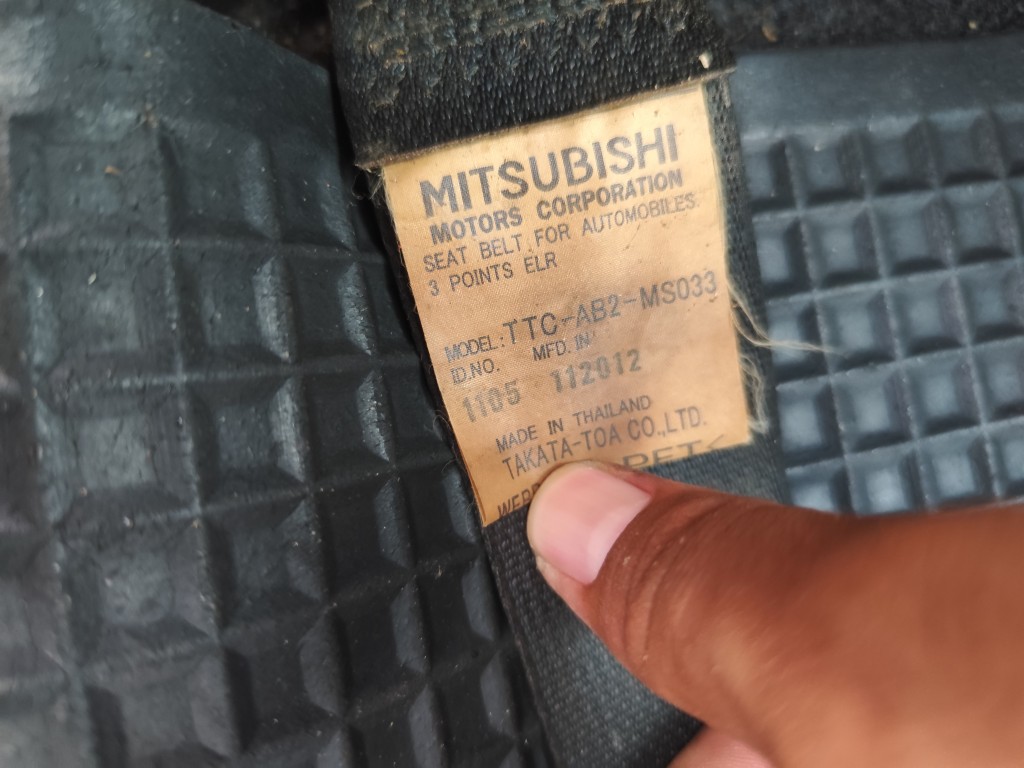 MITSUBISHI
MOTORS CORPORATION
SEAT BELT FOR AUTOMOBILES
3 POINTS ELR
MODEL: TTC-AB2-MS033
ID.NO. MFD.IN
1105 112012
MADE IN THAILAND
TAKATA-TOA CO.,LTD.
PET<